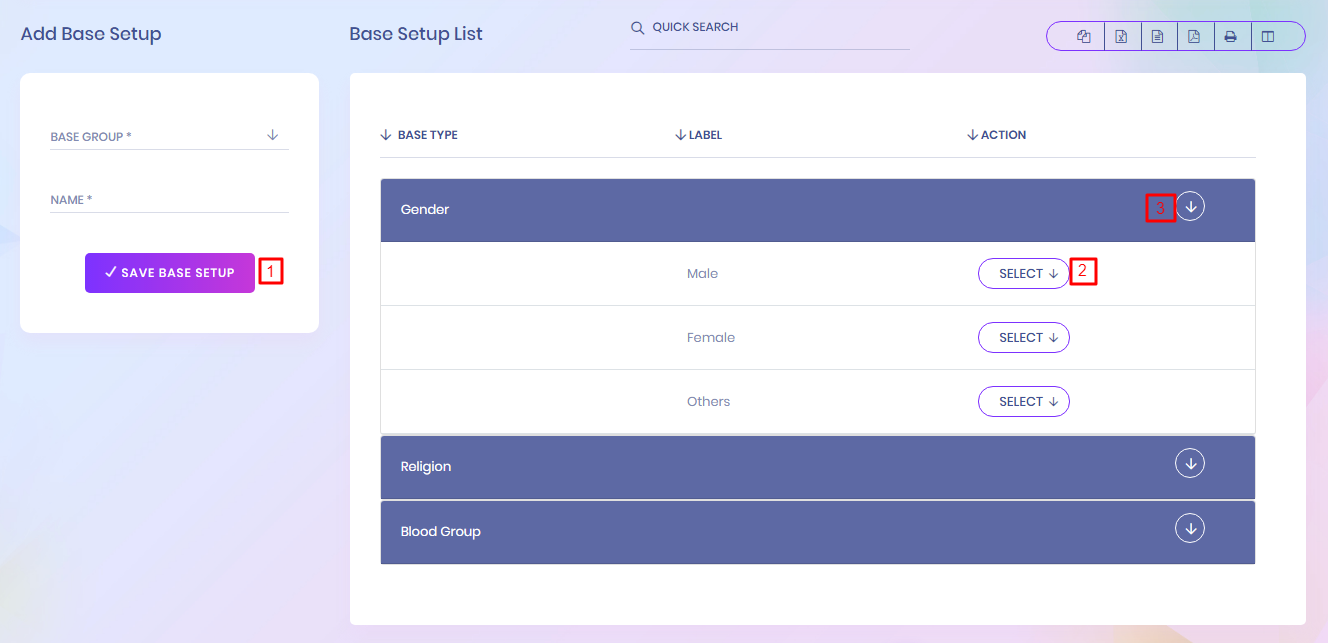 Add Base Setup
Base Setup List
QUICK SEARCH
BASE GROUP *
NAME *
SAVE BASE SETUP
1
BASE TYPE LABEL ACTION
Gender
3
Male SELECT
2
Female SELECT
Others SELECT
Religion
Blood Group